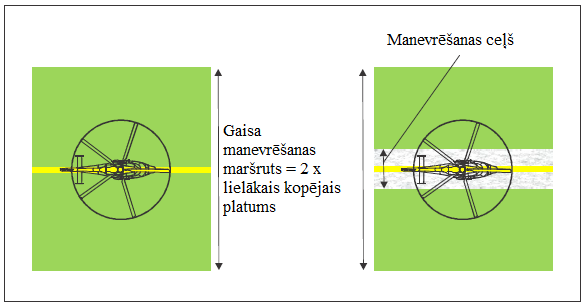 Manevrēšanas ceļš
Gaisa
manevrēšanas
maršruts = 2 x
lielākais kopējais
platums